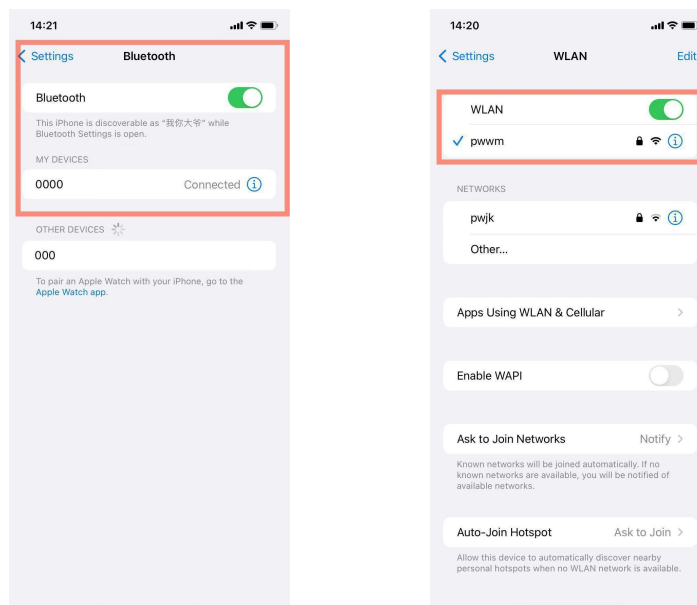 14:21
Settings
Bluetooth
Bluetooth
This iPhone is discoverable as “我你大爷” while
Bluetooth Settings is open.
MY DEVICES
0000
Connected
OTHER DEVICES
000
To pair an Apple Watch with your iPhone, go to the
Apple Watch app.
14:20
Settings
WLAN
Edit
WLAN
pwwm
NETWORKS
pwjk
Other...
Apps Using WLAN & Cellular
Enable WAPI
Ask to Join Networks
Notify
Known networks will be joined automatically. If no
known networks are available, you will be notified of
available networks.
Auto-Join Hotspot
Ask to Join
Allow this device to automatically discover nearby
personal hotspots when no WLAN network is available.